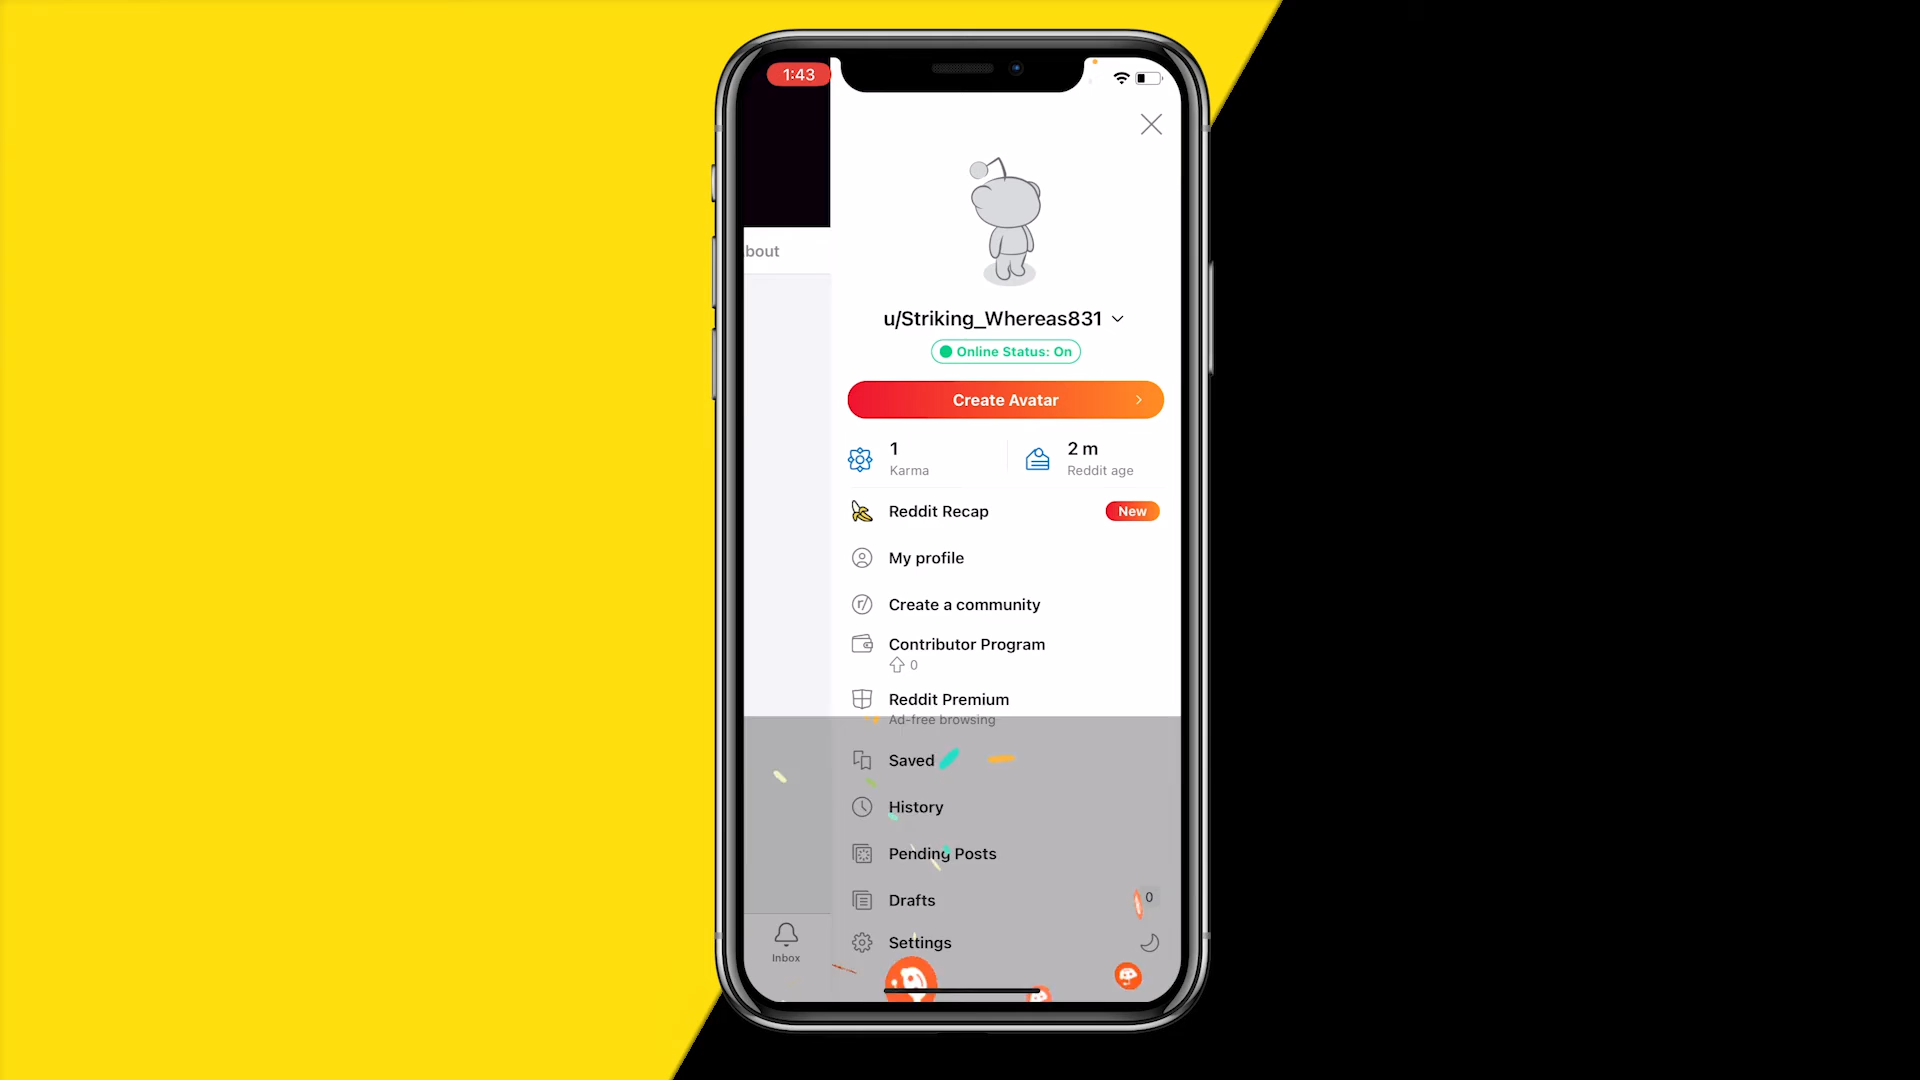 1:43
bout
u/Striking_Whereas831
Online Status: On
Create Avatar
1
Karma
2 m
Reddit age
Reddit Recap
New
My profile
Create a community
Contributor Program
0
Reddit Premium
Ad-free browsing
Saved
History
Pending Posts
Drafts
0
Settings
Inbox